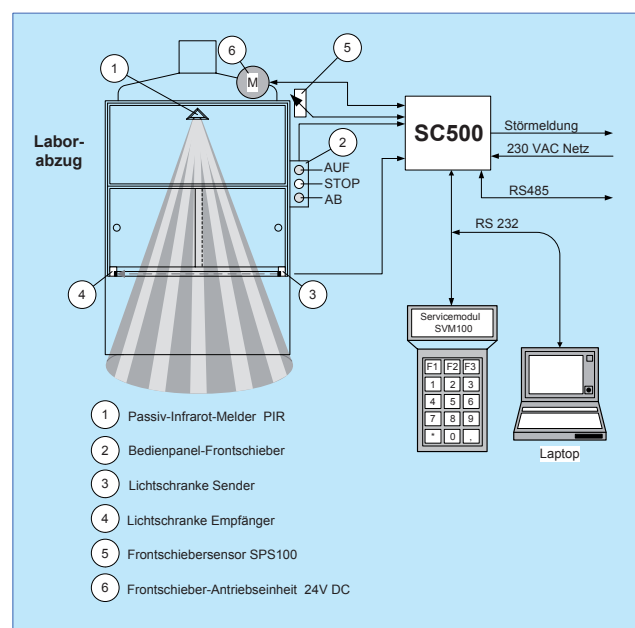 6
5
1
M
SC500
Störmeldung
230 VAC Netz
RS485
RS 232
Labor-
abzug
2
AUF
STOP
AB
4
3
Servicemodul
SVM100
F1 F2 F3
1 2 3
4 5 6
7 8 9
* 0 .
Laptop
1 Passiv-Infrarot-Melder PIR
2 Bedienpanel-Frontschieber
3 Lichtschranke Sender
4 Lichtschranke Empfänger
5 Frontschiebersensor SPS100
6 Frontschieber-Antriebseinheit 24V DC